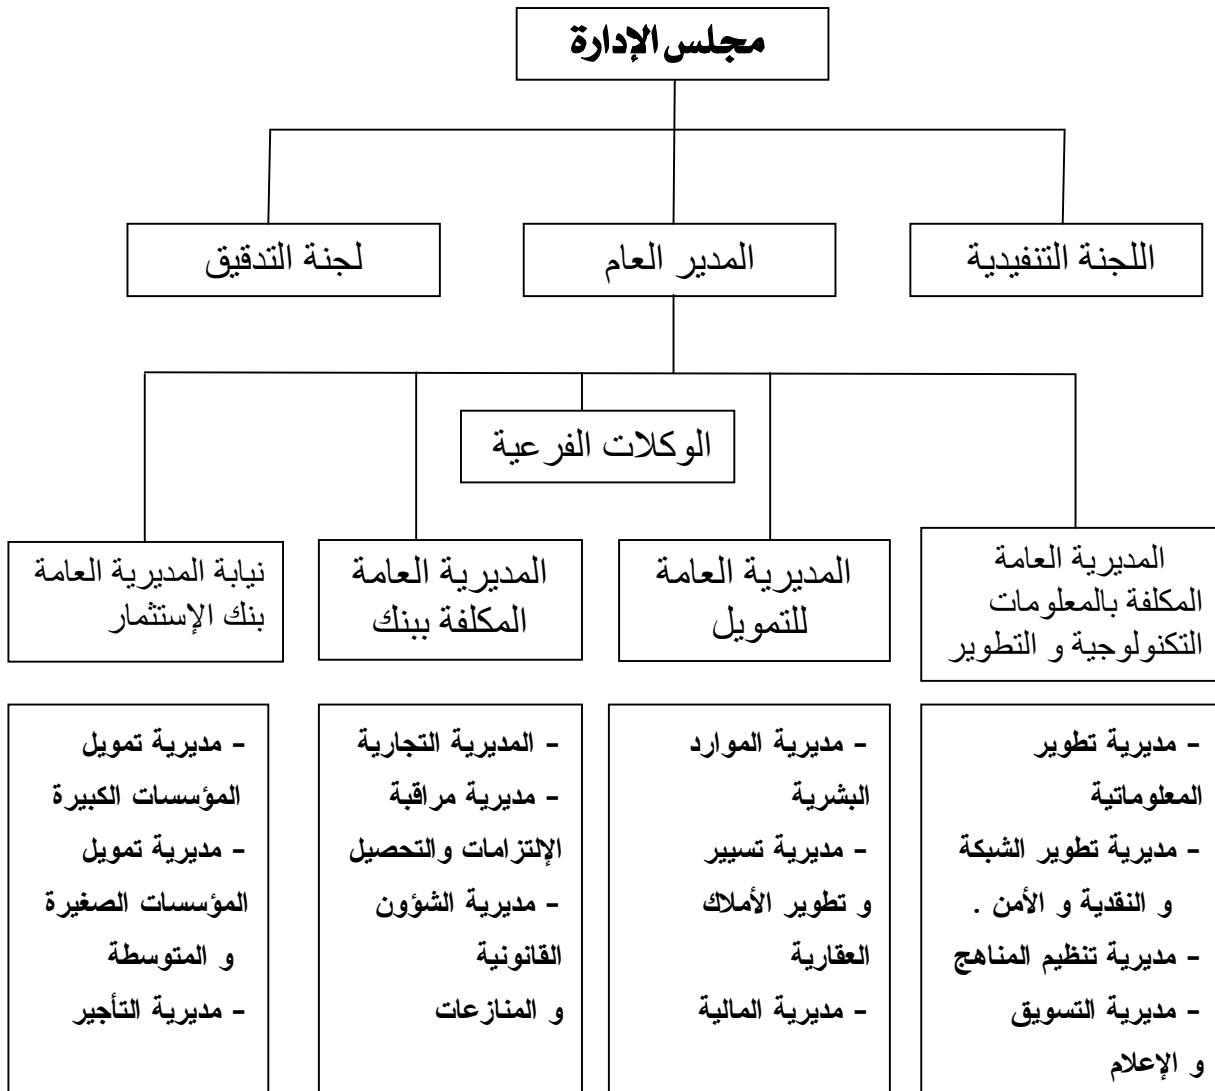 مجلس الإدارة
اللجنة التنفيدية
المدير العام
لجنة التدقيق
الوكلات الفرعية
المديرية العامة
المكلفة بالمعلومات
التكنولوجية و التطوير
المديرية العامة
للتمويل
المديرية العامة
المكلفة ببنك
نيابة المديرية العامة
بنك الإستثمار
- مديرية تطوير
المعلوماتية
- مديرية تطوير الشبكة
و النقدية و الأمن .
- مديرية تنظيم المناهج
- مديرية التسويق
و الإعلام
- مديرية الموارد
البشرية
- مديرية تسيير
و تطوير الأملاك
العقارية
- مديرية المالية
- المديرية التجارية
- مديرية مراقبة
الإلتزامات والتحصيل
- مديرية الشؤون
القانونية
و المنازعات
- مديرية تمويل
المؤسسات الكبيرة
- مديرية تمويل
المؤسسات الصغيرة
و المتوسطة
- مديرية التأجير